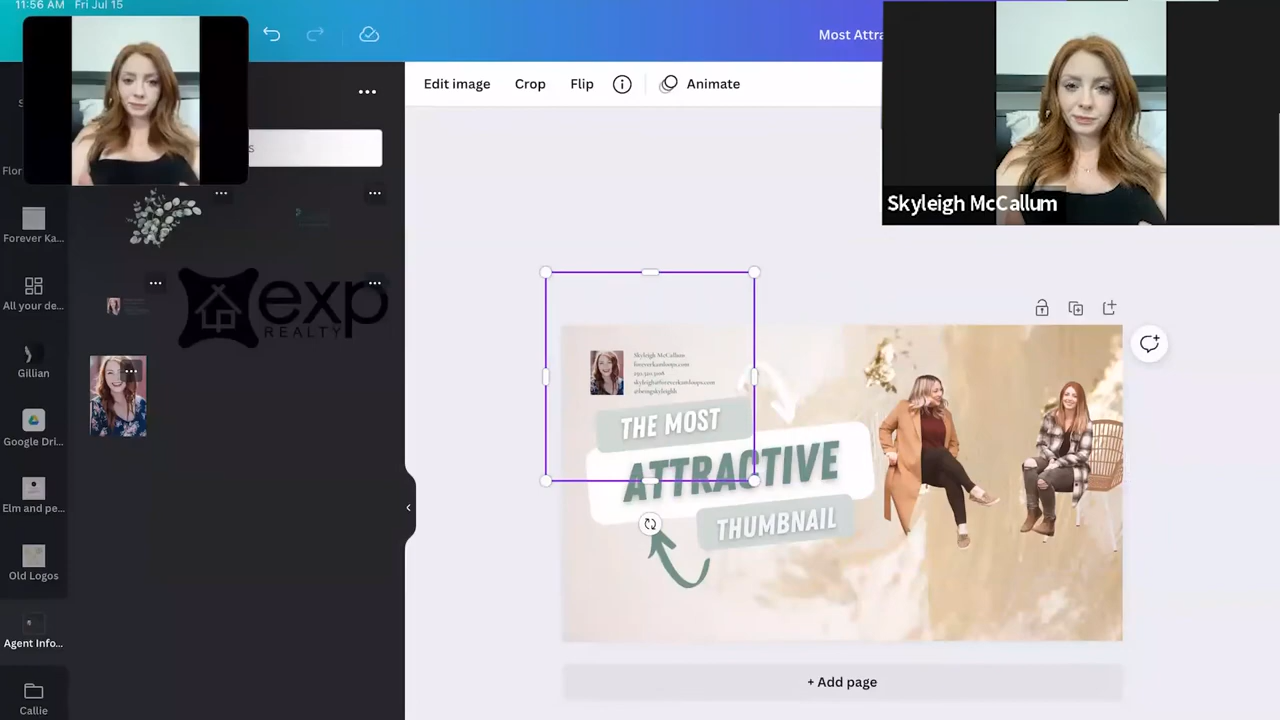 11:56 AM Fri Jul 15
Most Attra
Edit image
Crop
Flip
Animate
s
Skyleigh McCallum
Flor
Forever Ka...
All your de...
exp
REALTY
Gillian
Google Dri...
Elm and pe...
Old Logos
Agent Info...
Callie
Skyleigh McCallum
THE MOST
ATTRACTIVE
THUMBNAIL
+ Add page